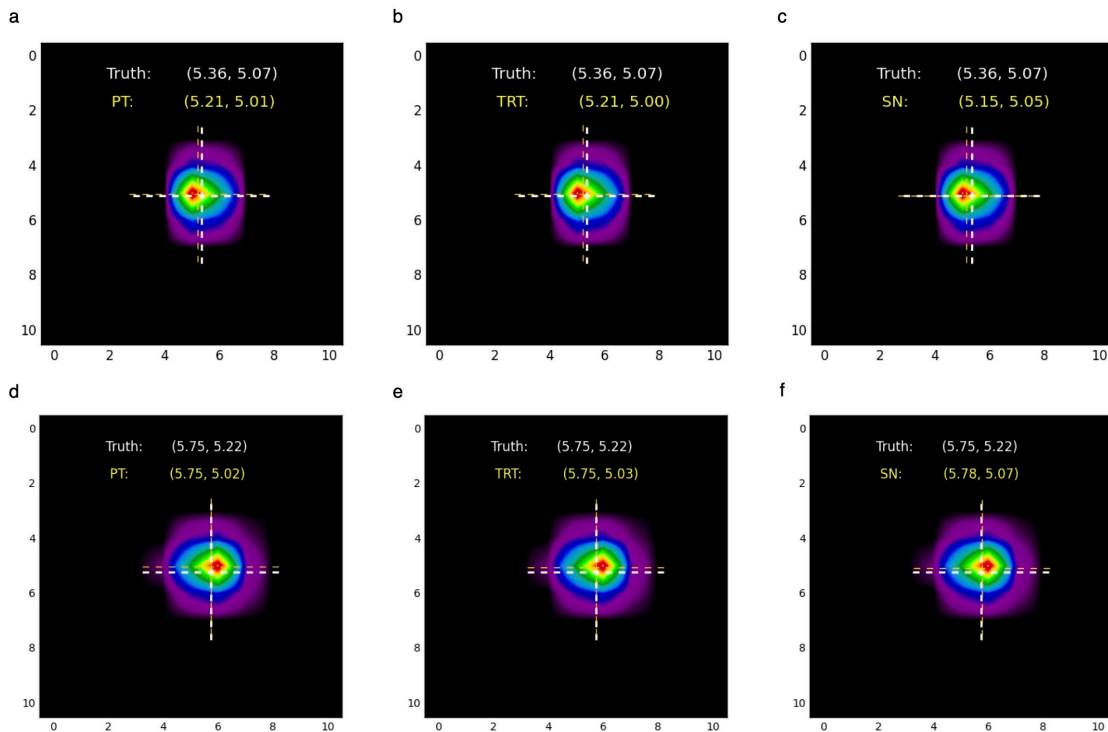 a b c
0
Truth: (5.36, 5.07)
PT: (5.21, 5.01)
2
4
6
8
10
0 2 4 6 8 10
0
Truth: (5.36, 5.07)
TRT: (5.21, 5.00)
2
4
6
8
10
0 2 4 6 8 10
0
Truth: (5.36, 5.07)
SN: (5.15, 5.05)
2
4
6
8
10
0 2 4 6 8 10
d e f
0
Truth: (5.75, 5.22)
PT: (5.75, 5.02)
2
4
6
8
10
0 2 4 6 8 10
0
Truth: (5.75, 5.22)
TRT: (5.75, 5.03)
2
4
6
8
10
0 2 4 6 8 10
0
Truth: (5.75, 5.22)
SN: (5.78, 5.07)
2
4
6
8
10
0 2 4 6 8 10